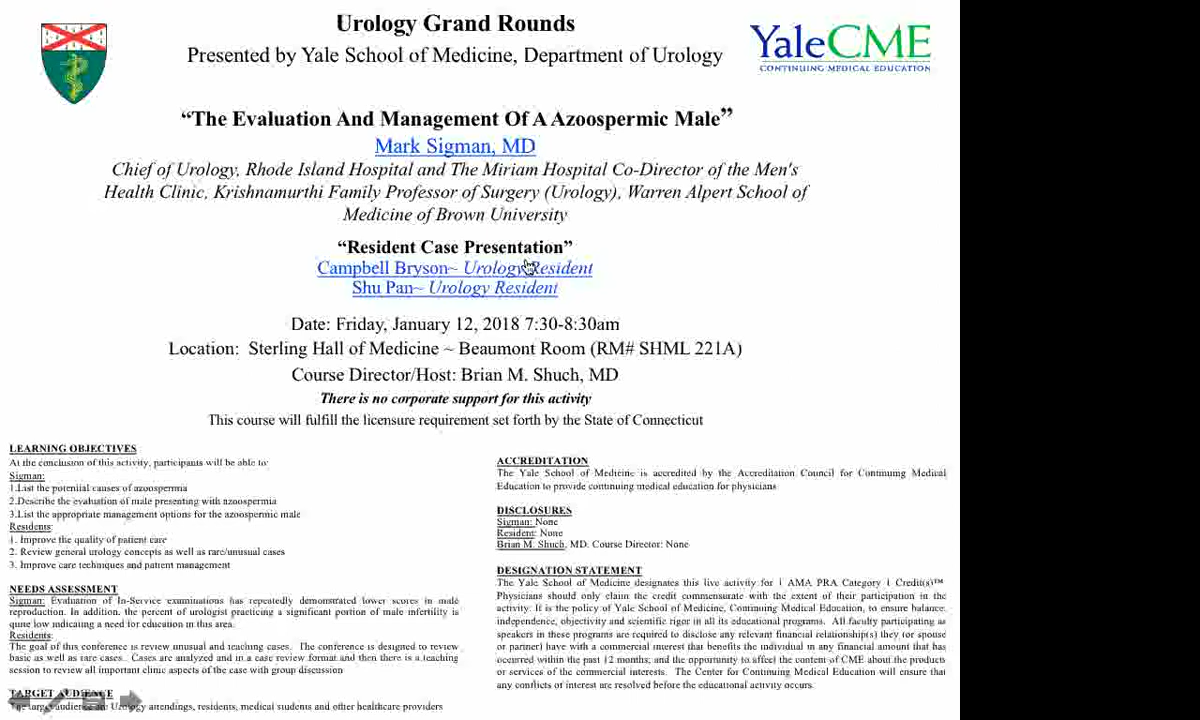 Urology Grand Rounds
Presented by Yale School of Medicine, Department of Urology
YaleCME
CONTINUING MEDICAL EDUCATION
“The Evaluation And Management Of A Azoospermic Male”
Mark Sigman, MD
Chief of Urology, Rhode Island Hospital and The Miriam Hospital Co-Director of the Men's
Health Clinic, Krishnamurthi Family Professor of Surgery (Urology), Warren Alpert School of
Medicine of Brown University
“Resident Case Presentation”
Campbell Bryson~ Urology Resident
Shu Pan~ Urology Resident
Date: Friday, January 12, 2018 7:30-8:30am
Location: Sterling Hall of Medicine ~ Beaumont Room (RM# SHML 221A)
Course Director/Host: Brian M. Shuch, MD
There is no corporate support for this activity
This course will fulfill the licensure requirement set forth by the State of Connecticut
LEARNING OBJECTIVES
At the conclusion of this activity, participants will be able to:
Sigman:
1.List the potential causes of azoospermia
2.Describe the evaluation of male presenting with azoospermia
3.List the appropriate management options for the azoospermic male
Residents:
1. Improve the quality of patient care
2. Review general urology concepts as well as rare/unusual cases
3. Improve care techniques and patient management
NEEDS ASSESSMENT
Sigman: Evaluation of In-Service examinations has repeatedly demonstrated lower scores in male
reproduction. In addition, the percent of urologist practicing a significant portion of male infertility is
quite low indicating a need for education in this area.
Residents:
The goal of this conference is review unusual and teaching cases. The conference is designed to review
basic as well as rare cases. Cases are analyzed and in a case review format and then there is a teaching
session to review all important clinic aspects of the case with group discussion
TARGET AUDIENCE
The target audience are Urology attendings, residents, medical students and other healthcare providers
ACCREDITATION
The Yale School of Medicine is accredited by the Accreditation Council for Continuing Medical
Education to provide continuing medical education for physicians
DISCLOSURES
Sigman: None
Resident: None
Brian M. Shuch, MD. Course Director: None
DESIGNATION STATEMENT
The Yale School of Medicine designates this live activity for 1 AMA PRA Category 1 Credit(s)™
Physicians should only claim the credit commensurate with the extent of their participation in the
activity. It is the policy of Yale School of Medicine, Continuing Medical Education, to ensure balance,
independence, objectivity and scientific rigor in all its educational programs. All faculty participating as
speakers in these programs are required to disclose any relevant financial relationship(s) they (or spouse
or partner) have with a commercial interest that benefits the individual in any financial amount that has
occurred within the past 12 months; and the opportunity to affect the content of CME about the products
or services of the commercial interests. The Center for Continuing Medical Education will ensure that
any conflicts of interest are resolved before the educational activity occurs.